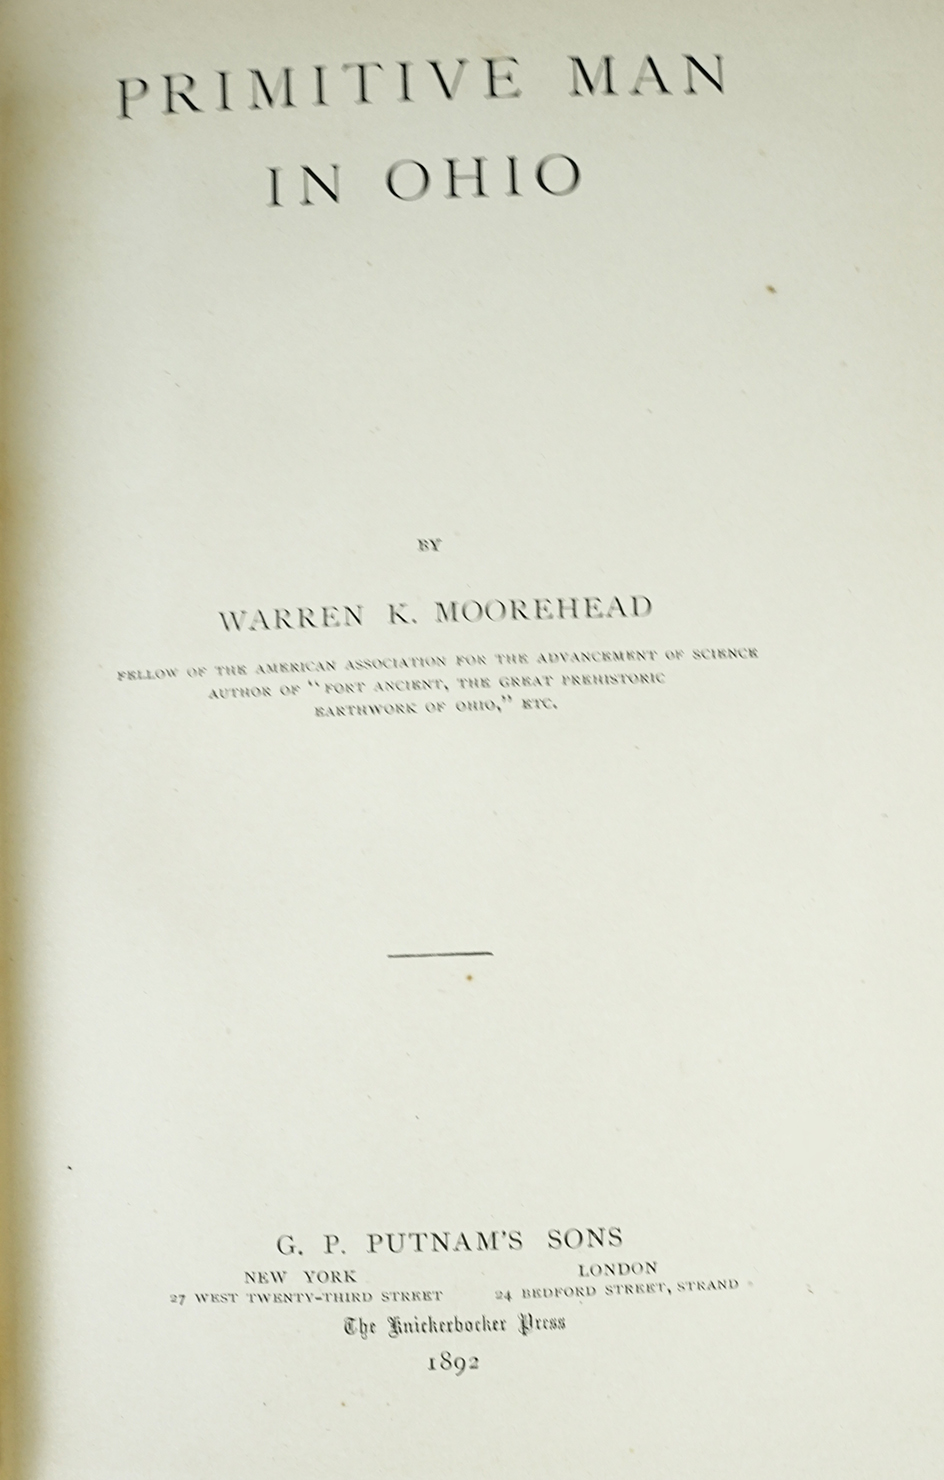 PRIMITIVE MAN
IN OHIO
BY
WARREN K. MOOREHEAD
FELLOW OF THE AMERICAN ASSOCIATION FOR THE ADVANCEMENT OF SCIENCE
AUTHOR OF "FORT ANCIENT, THE GREAT PREHISTORIC
EARTHWORK OF OHIO," ETC.
G. P. PUTNAM'S SONS
NEW YORK LONDON
27 WEST TWENTY-THIRD STREET 24 BEDFORD STREET, STRAND
The Knickerbocker Press
1892